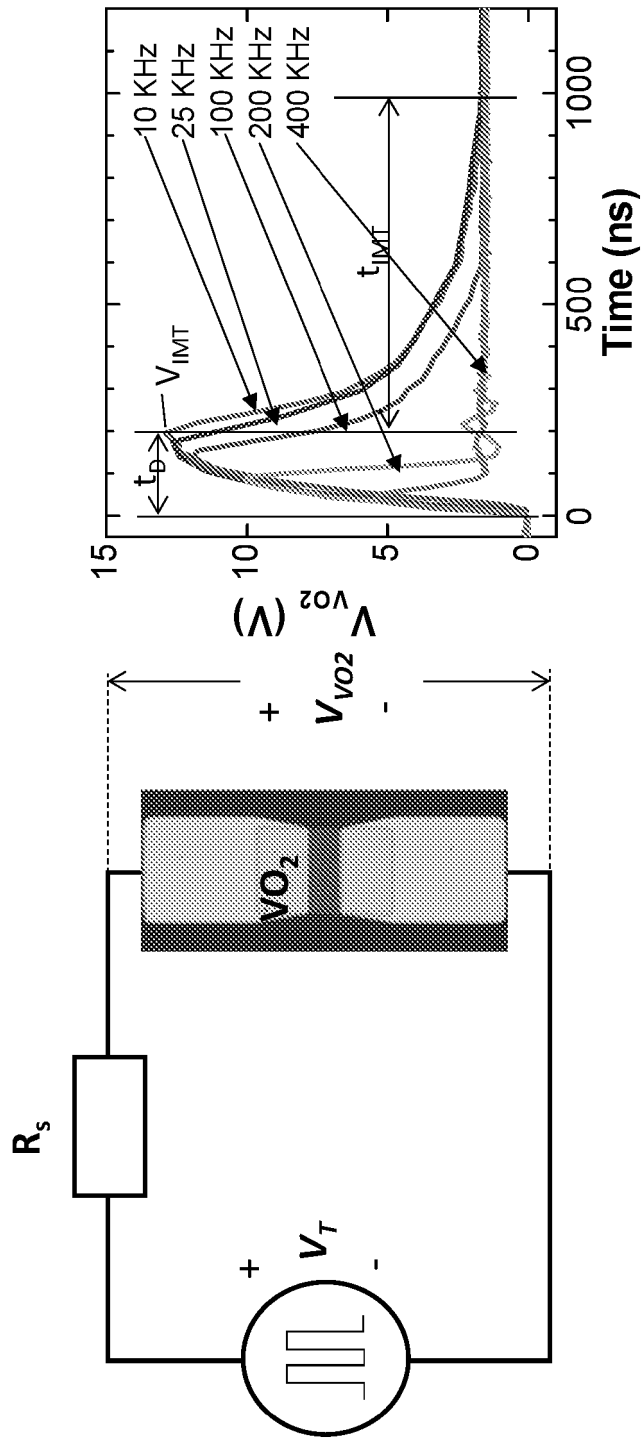 R_s
+
V_T
-
VO_2
+
V_VO2
-
V_VO2 (V)
15
10
5
0
t_D
V_IMT
t_IMT
10 KHz
25 KHz
100 KHz
200 KHz
400 KHz
0
500
1000
Time (ns)